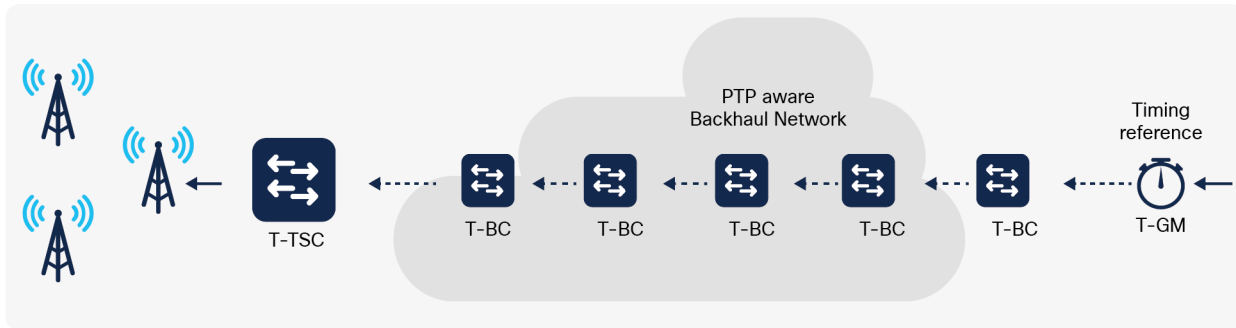 PTP aware
Backhaul Network
Timing
reference
T-TSC
T-BC
T-BC
T-BC
T-BC
T-BC
T-GM